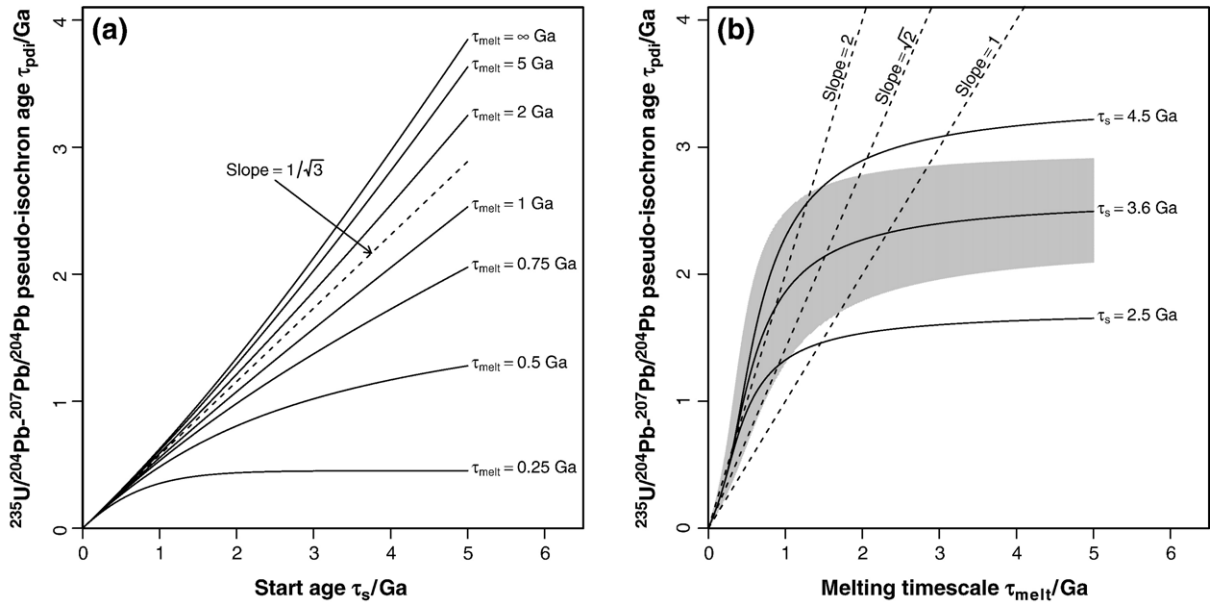 (a)
²³⁵U/²⁰⁴Pb-²⁰⁷Pb/²⁰⁴Pb pseudo-isochron age τpdi/Ga
4
3
2
1
0
τmelt = ∞ Ga
τmelt = 5 Ga
τmelt = 2 Ga
Slope = 1/√3
τmelt = 1 Ga
τmelt = 0.75 Ga
τmelt = 0.5 Ga
τmelt = 0.25 Ga
0 1 2 3 4 5 6
Start age τs/Ga
(b)
²³⁵U/²⁰⁴Pb-²⁰⁷Pb/²⁰⁴Pb pseudo-isochron age τpdi/Ga
4
3
2
1
0
Slope = 2
Slope = √2
Slope = 1
τs = 4.5 Ga
τs = 3.6 Ga
τs = 2.5 Ga
0 1 2 3 4 5 6
Melting timescale τmelt/Ga